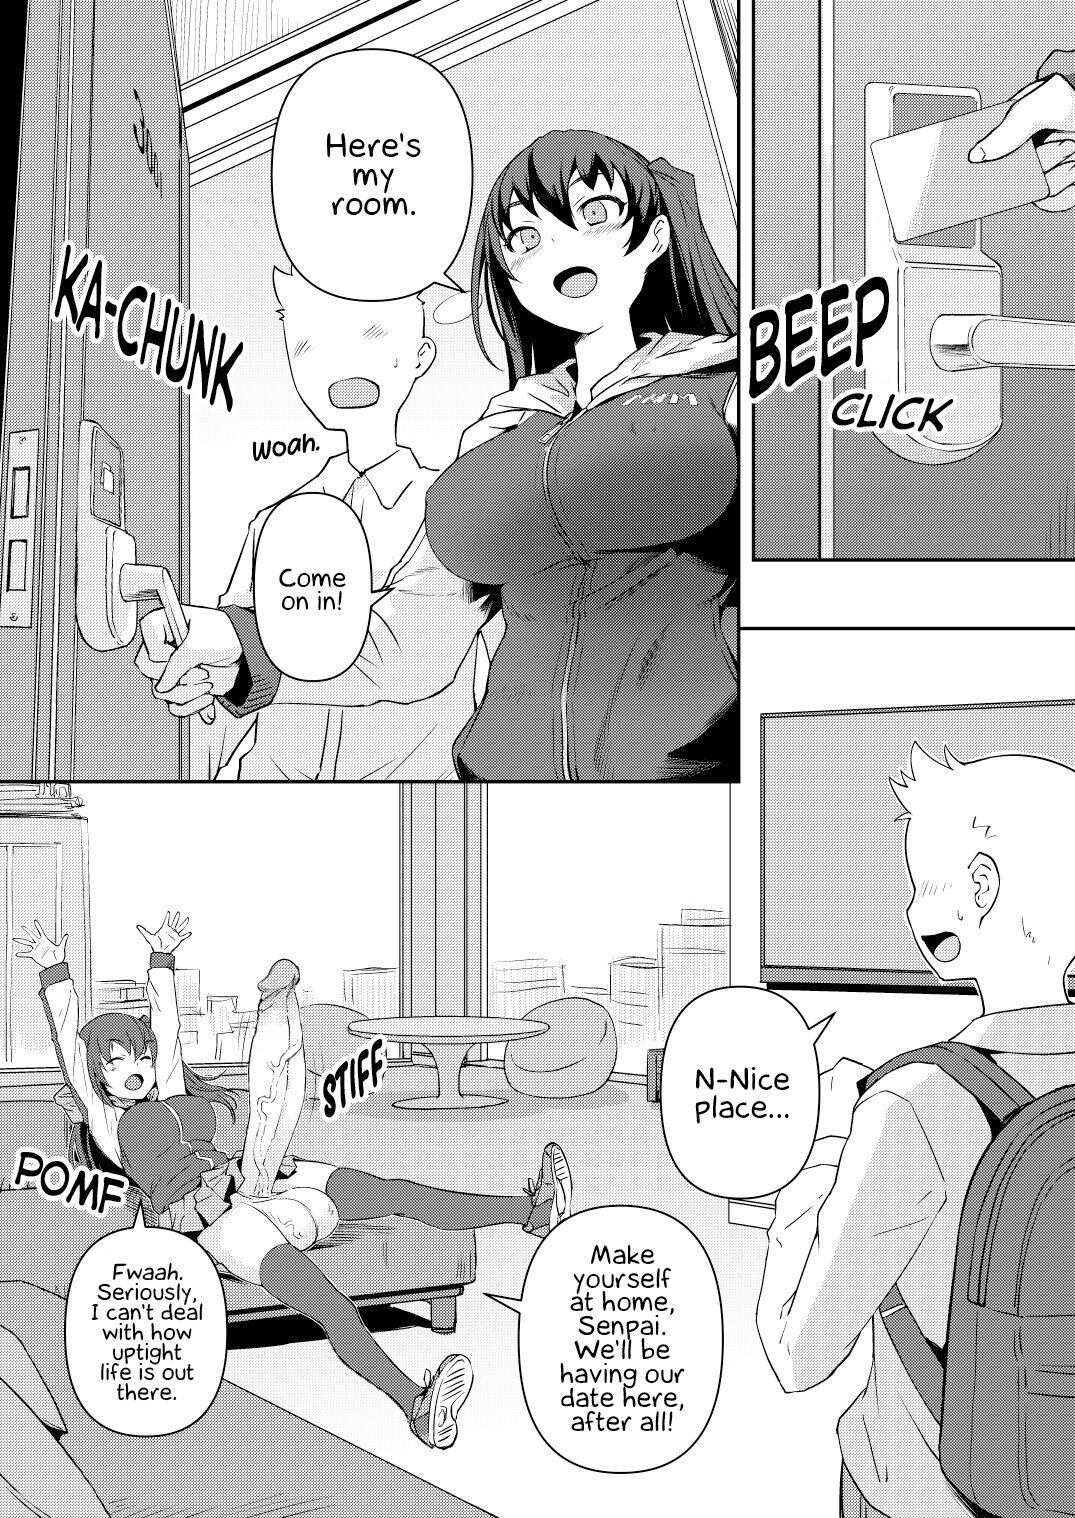 BEEP
CLICK
Here's
my
room.
KA-CHUNK
Woah.
Come
on in!
N-Nice
place...
STIFF
POMF
Fwaah.
Seriously,
I can't deal
with how
uptight
life is out
there.
Make
yourself
at home,
Senpai.
We'll be
having our
date here,
after all!